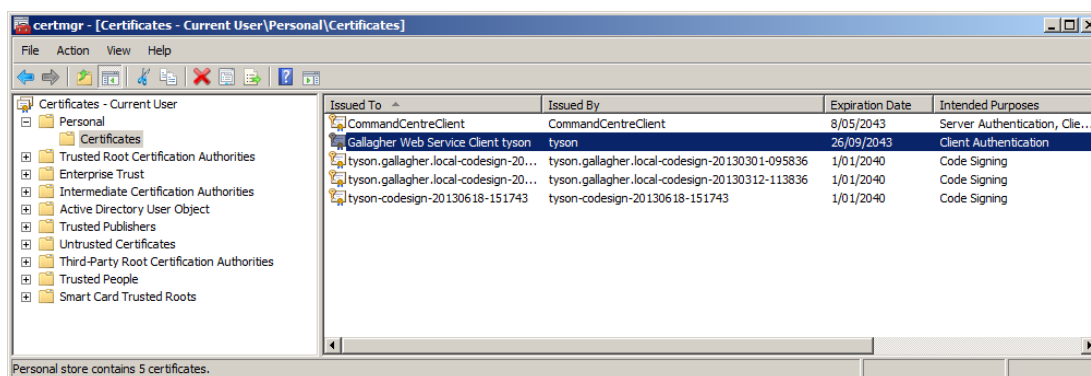 certmgr - [Certificates - Current User\Personal\Certificates]
File Action View Help
Certificates - Current User
Personal
Certificates
Trusted Root Certification Authorities
Enterprise Trust
Intermediate Certification Authorities
Active Directory User Object
Trusted Publishers
Untrusted Certificates
Third-Party Root Certification Authorities
Trusted People
Smart Card Trusted Roots
Issued To Issued By Expiration Date Intended Purposes
CommandCentreClient CommandCentreClient 8/05/2043 Server Authentication, Clie...
Gallagher Web Service Client tyson tyson 26/09/2043 Client Authentication
tyson.gallagher.local-codesign-20... tyson.gallagher.local-codesign-20130301-095836 1/01/2040 Code Signing
tyson.gallagher.local-codesign-20... tyson.gallagher.local-codesign-20130312-113836 1/01/2040 Code Signing
tyson-codesign-20130618-151743 tyson-codesign-20130618-151743 1/01/2040 Code Signing
Personal store contains 5 certificates.